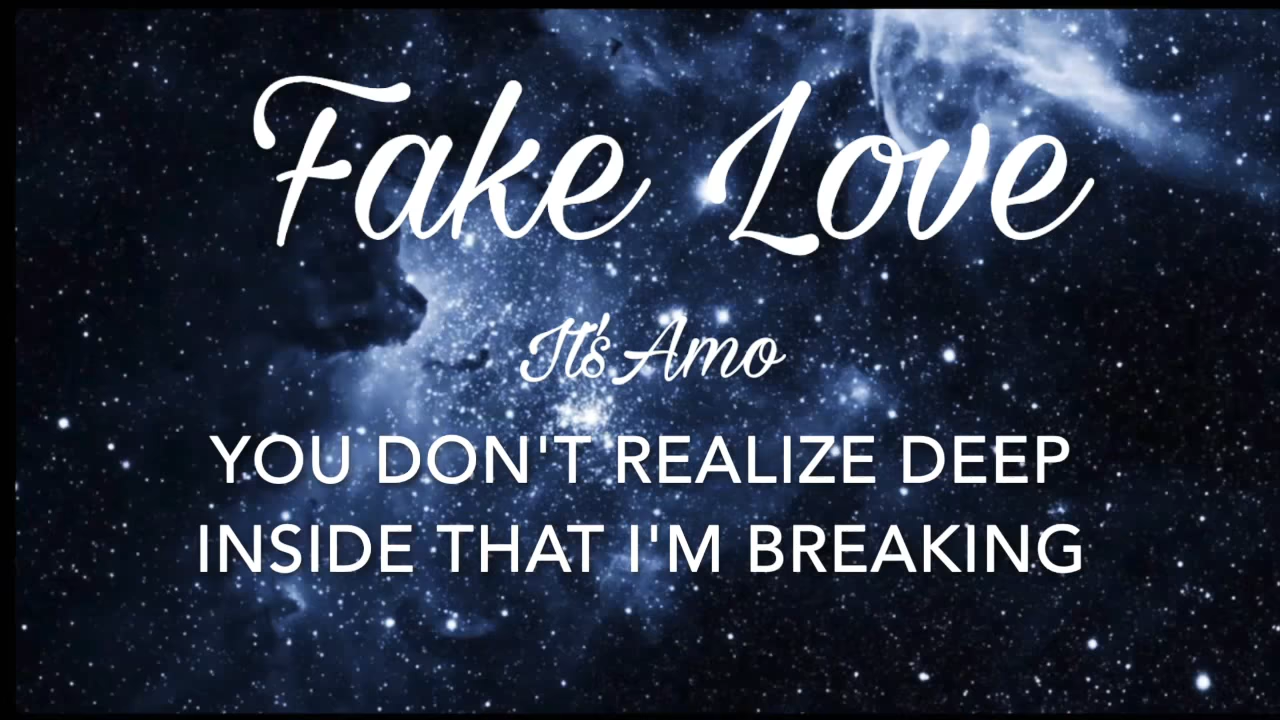 Fake Love
It's Amo
YOU DON'T REALIZE DEEP
INSIDE THAT I'M BREAKING